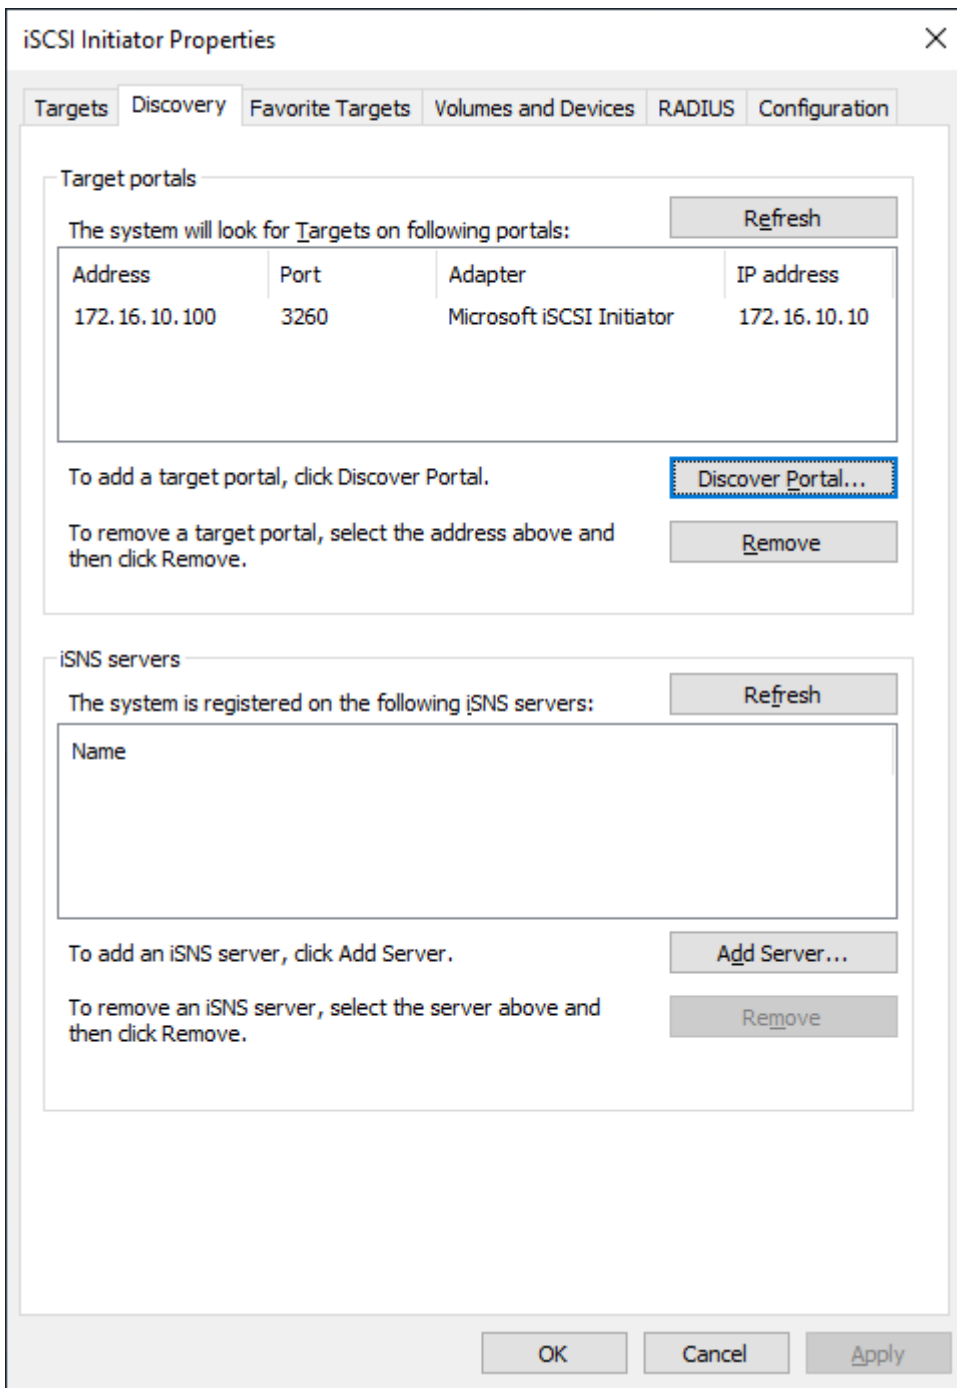 iSCSI Initiator Properties
Targets Discovery Favorite Targets Volumes and Devices RADIUS Configuration
Target portals
The system will look for Targets on following portals:
Refresh
Address Port Adapter IP address
172.16.10.100 3260 Microsoft iSCSI Initiator 172.16.10.10
To add a target portal, click Discover Portal.
Discover Portal...
To remove a target portal, select the address above and
then click Remove.
Remove
iSNS servers
The system is registered on the following iSNS servers:
Refresh
Name
To add an iSNS server, click Add Server.
Add Server...
To remove an iSNS server, select the server above and
then click Remove.
Remove
OK Cancel Apply